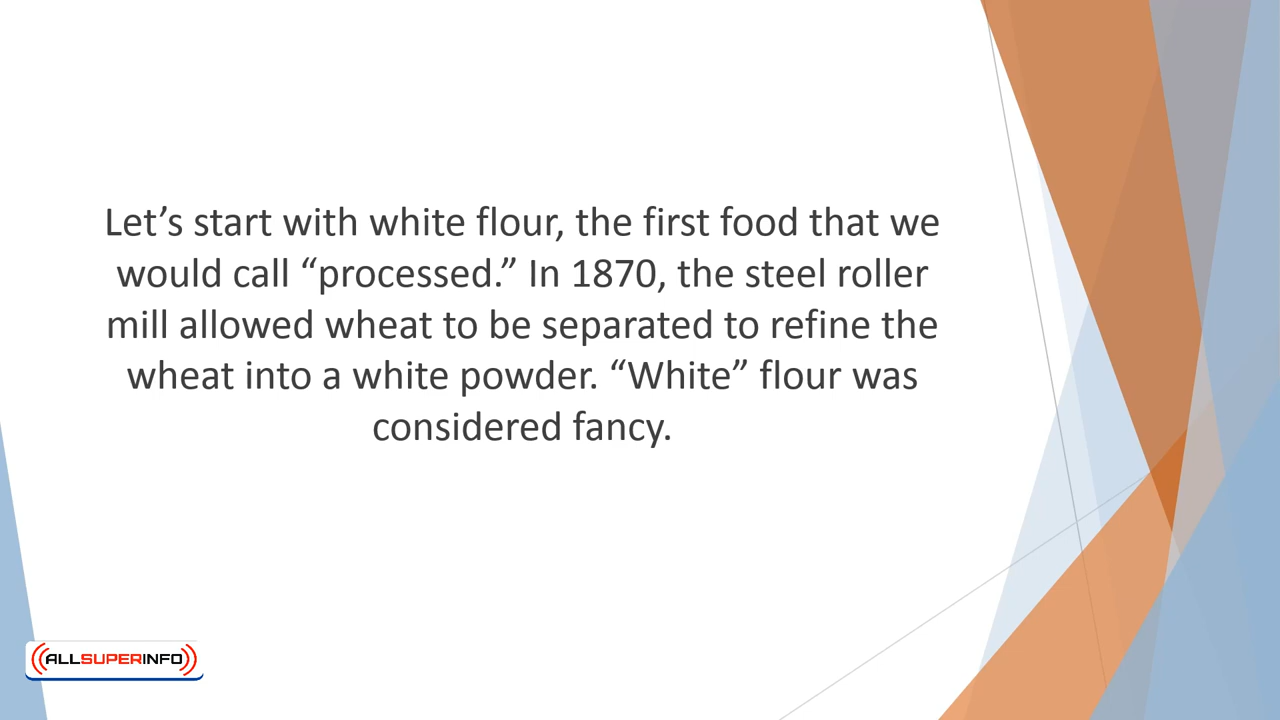 Let’s start with white flour, the first food that we
would call “processed.” In 1870, the steel roller
mill allowed wheat to be separated to refine the
wheat into a white powder. “White” flour was
considered fancy.
ALLSUPERINFO